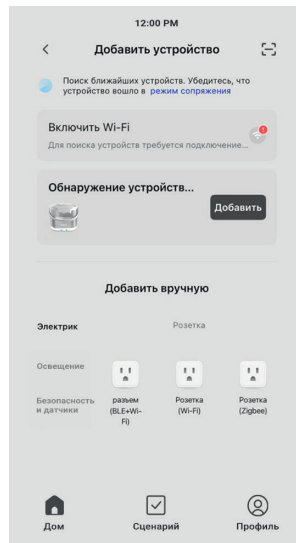 12:00 PM
Добавить устройство
Поиск ближайших устройств. Убедитесь, что
устройство вошло в режим сопряжения
Включить Wi-Fi
Для поиска устройств требуется подключение...
Обнаружение устройств...
Добавить
Добавить вручную
Электрик
Розетка
Освещение
Безопасность
и датчики
разъем
(BLE+Wi-
Fi)
Розетка
(Wi-Fi)
Розетка
(Zigbee)
Дом
Сценарий
Профиль